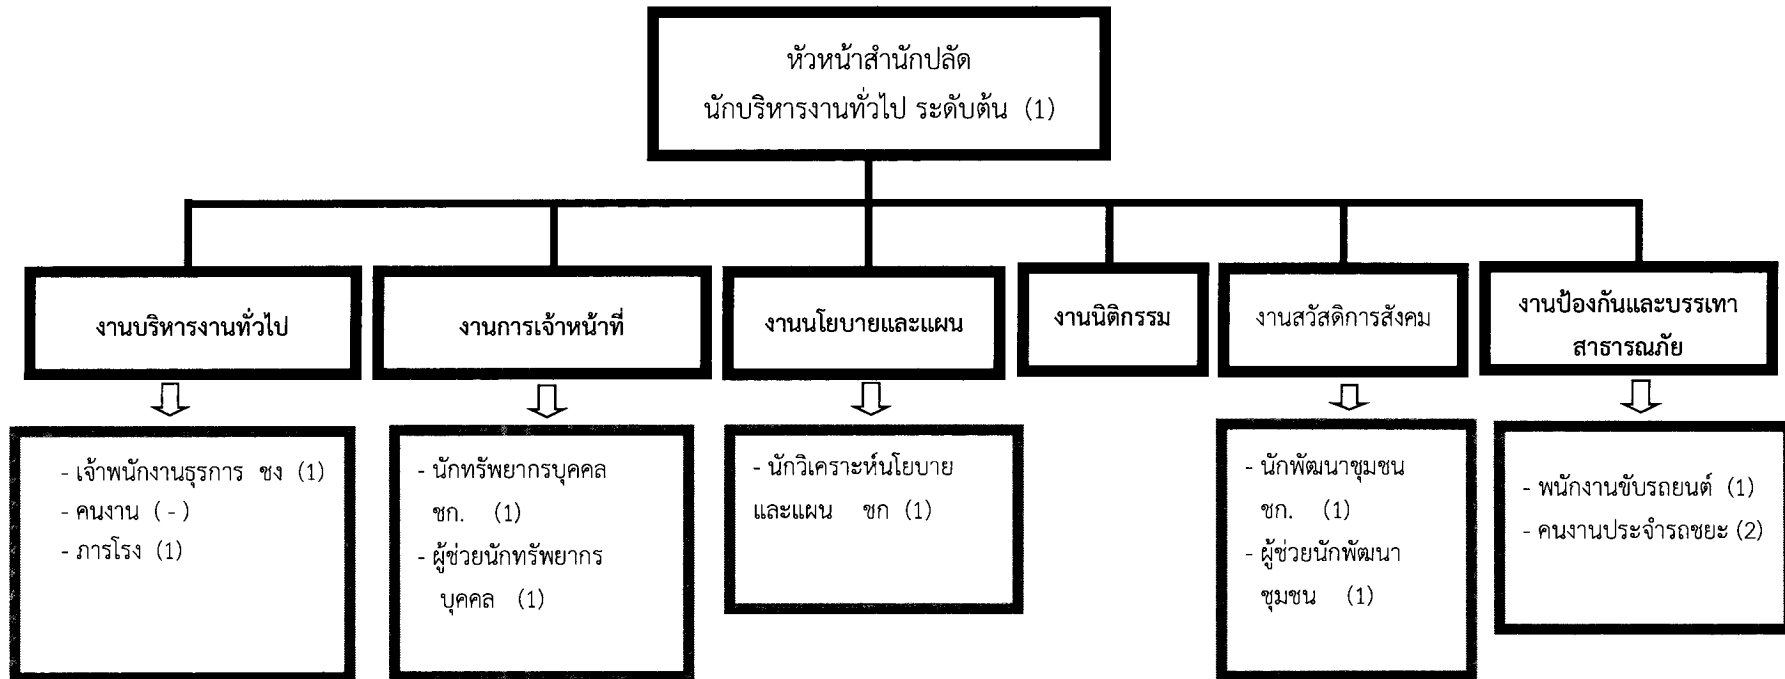 หัวหน้าสำนักปลัด
นักบริหารงานทั่วไป ระดับต้น (1)
งานบริหารงานทั่วไป
งานการเจ้าหน้าที่
งานนโยบายและแผน
งานนิติกรรม
งานสวัสดิการสังคม
งานป้องกันและบรรเทา
สาธารณภัย
- เจ้าพนักงานธุรการ ชง (1)
- คนงาน ( - )
- ภารโรง (1)
- นักทรัพยากรบุคคล
ชก. (1)
- ผู้ช่วยนักทรัพยากร
บุคคล (1)
- นักวิเคราะห์นโยบาย
และแผน ชก (1)
- นักพัฒนาชุมชน
ชก. (1)
- ผู้ช่วยนักพัฒนา
ชุมชน (1)
- พนักงานขับรถยนต์ (1)
- คนงานประจำรถขยะ (2)